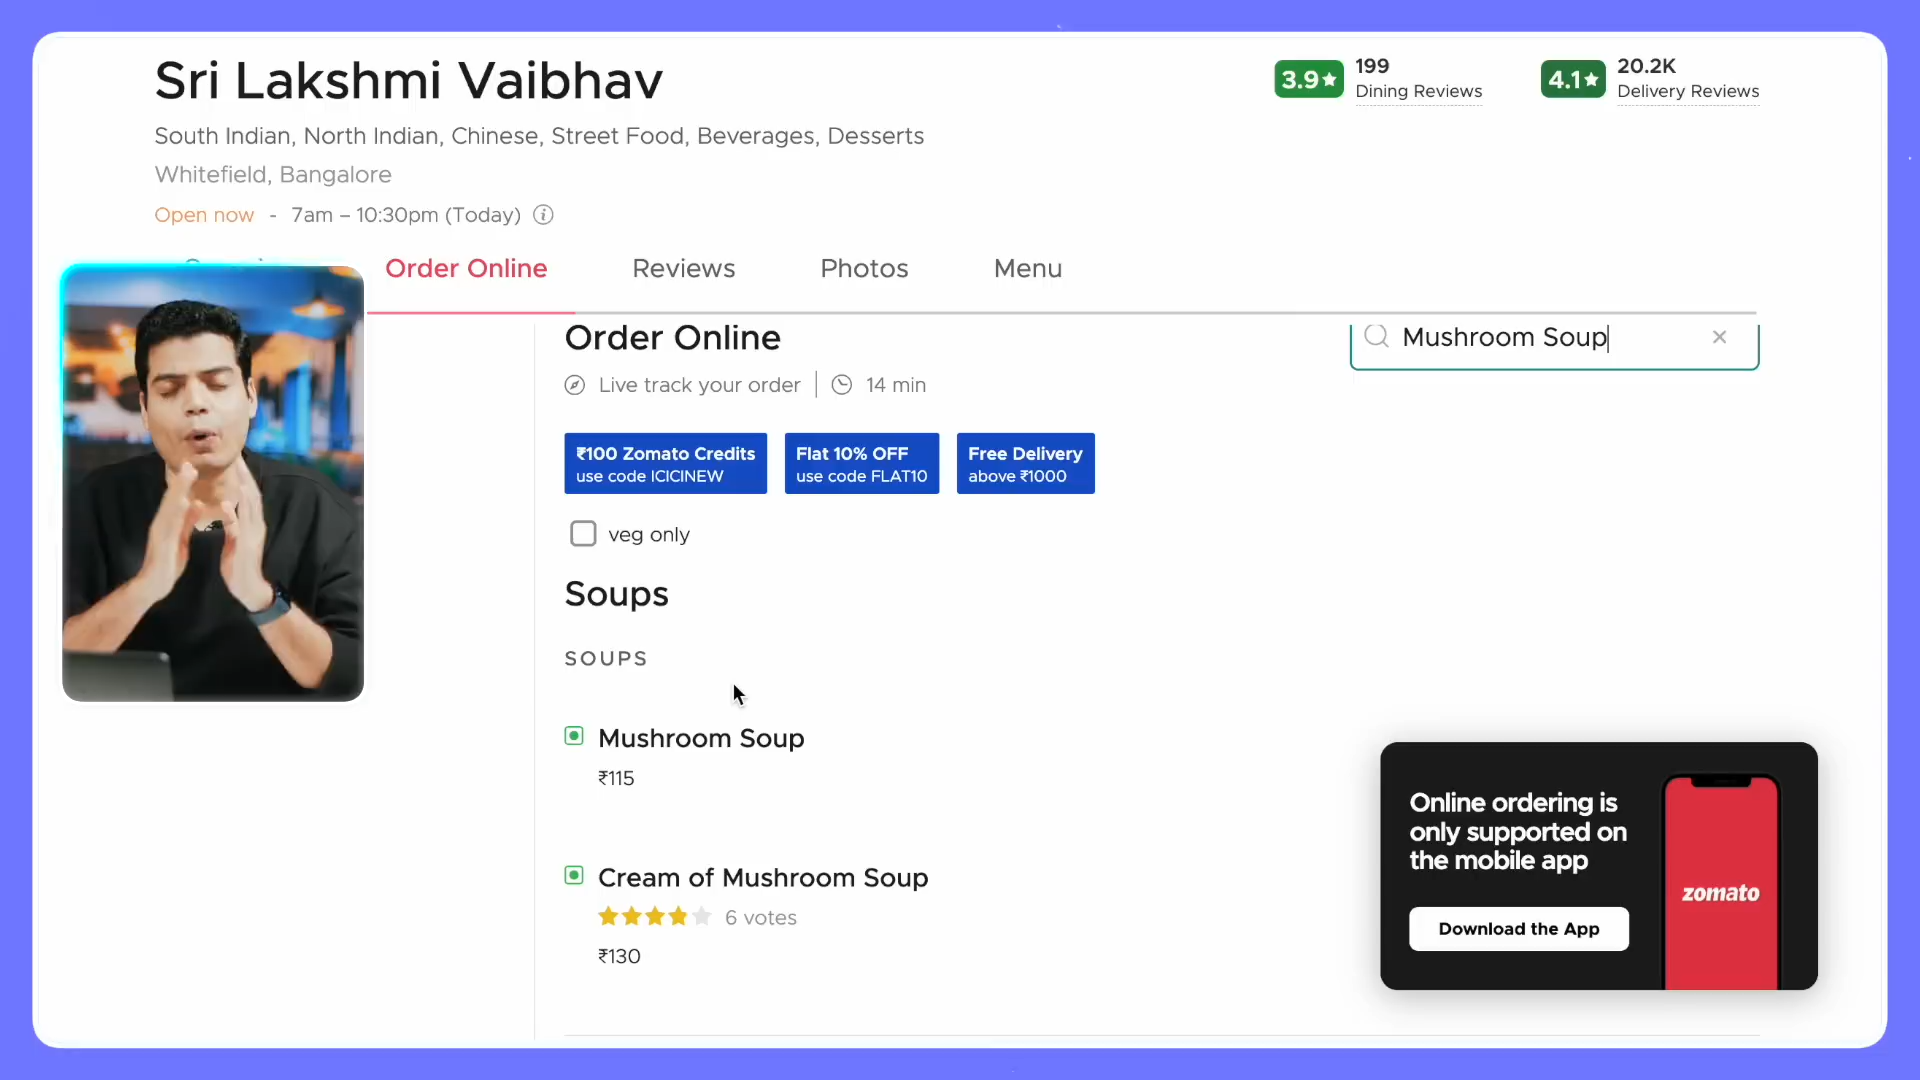 Sri Lakshmi Vaibhav
South Indian, North Indian, Chinese, Street Food, Beverages, Desserts
Whitefield, Bangalore
Open now - 7am – 10:30pm (Today)
3.9★ 199
Dining Reviews
4.1★ 20.2K
Delivery Reviews
Order Online Reviews Photos Menu
Order Online
Mushroom Soup
Live track your order 14 min
₹100 Zomato Credits
use code ICICINEW
Flat 10% OFF
use code FLAT10
Free Delivery
above ₹1000
veg only
Soups
SOUPS
Mushroom Soup
₹115
Cream of Mushroom Soup
6 votes
₹130
Online ordering is
only supported on
the mobile app
Download the App
zomato